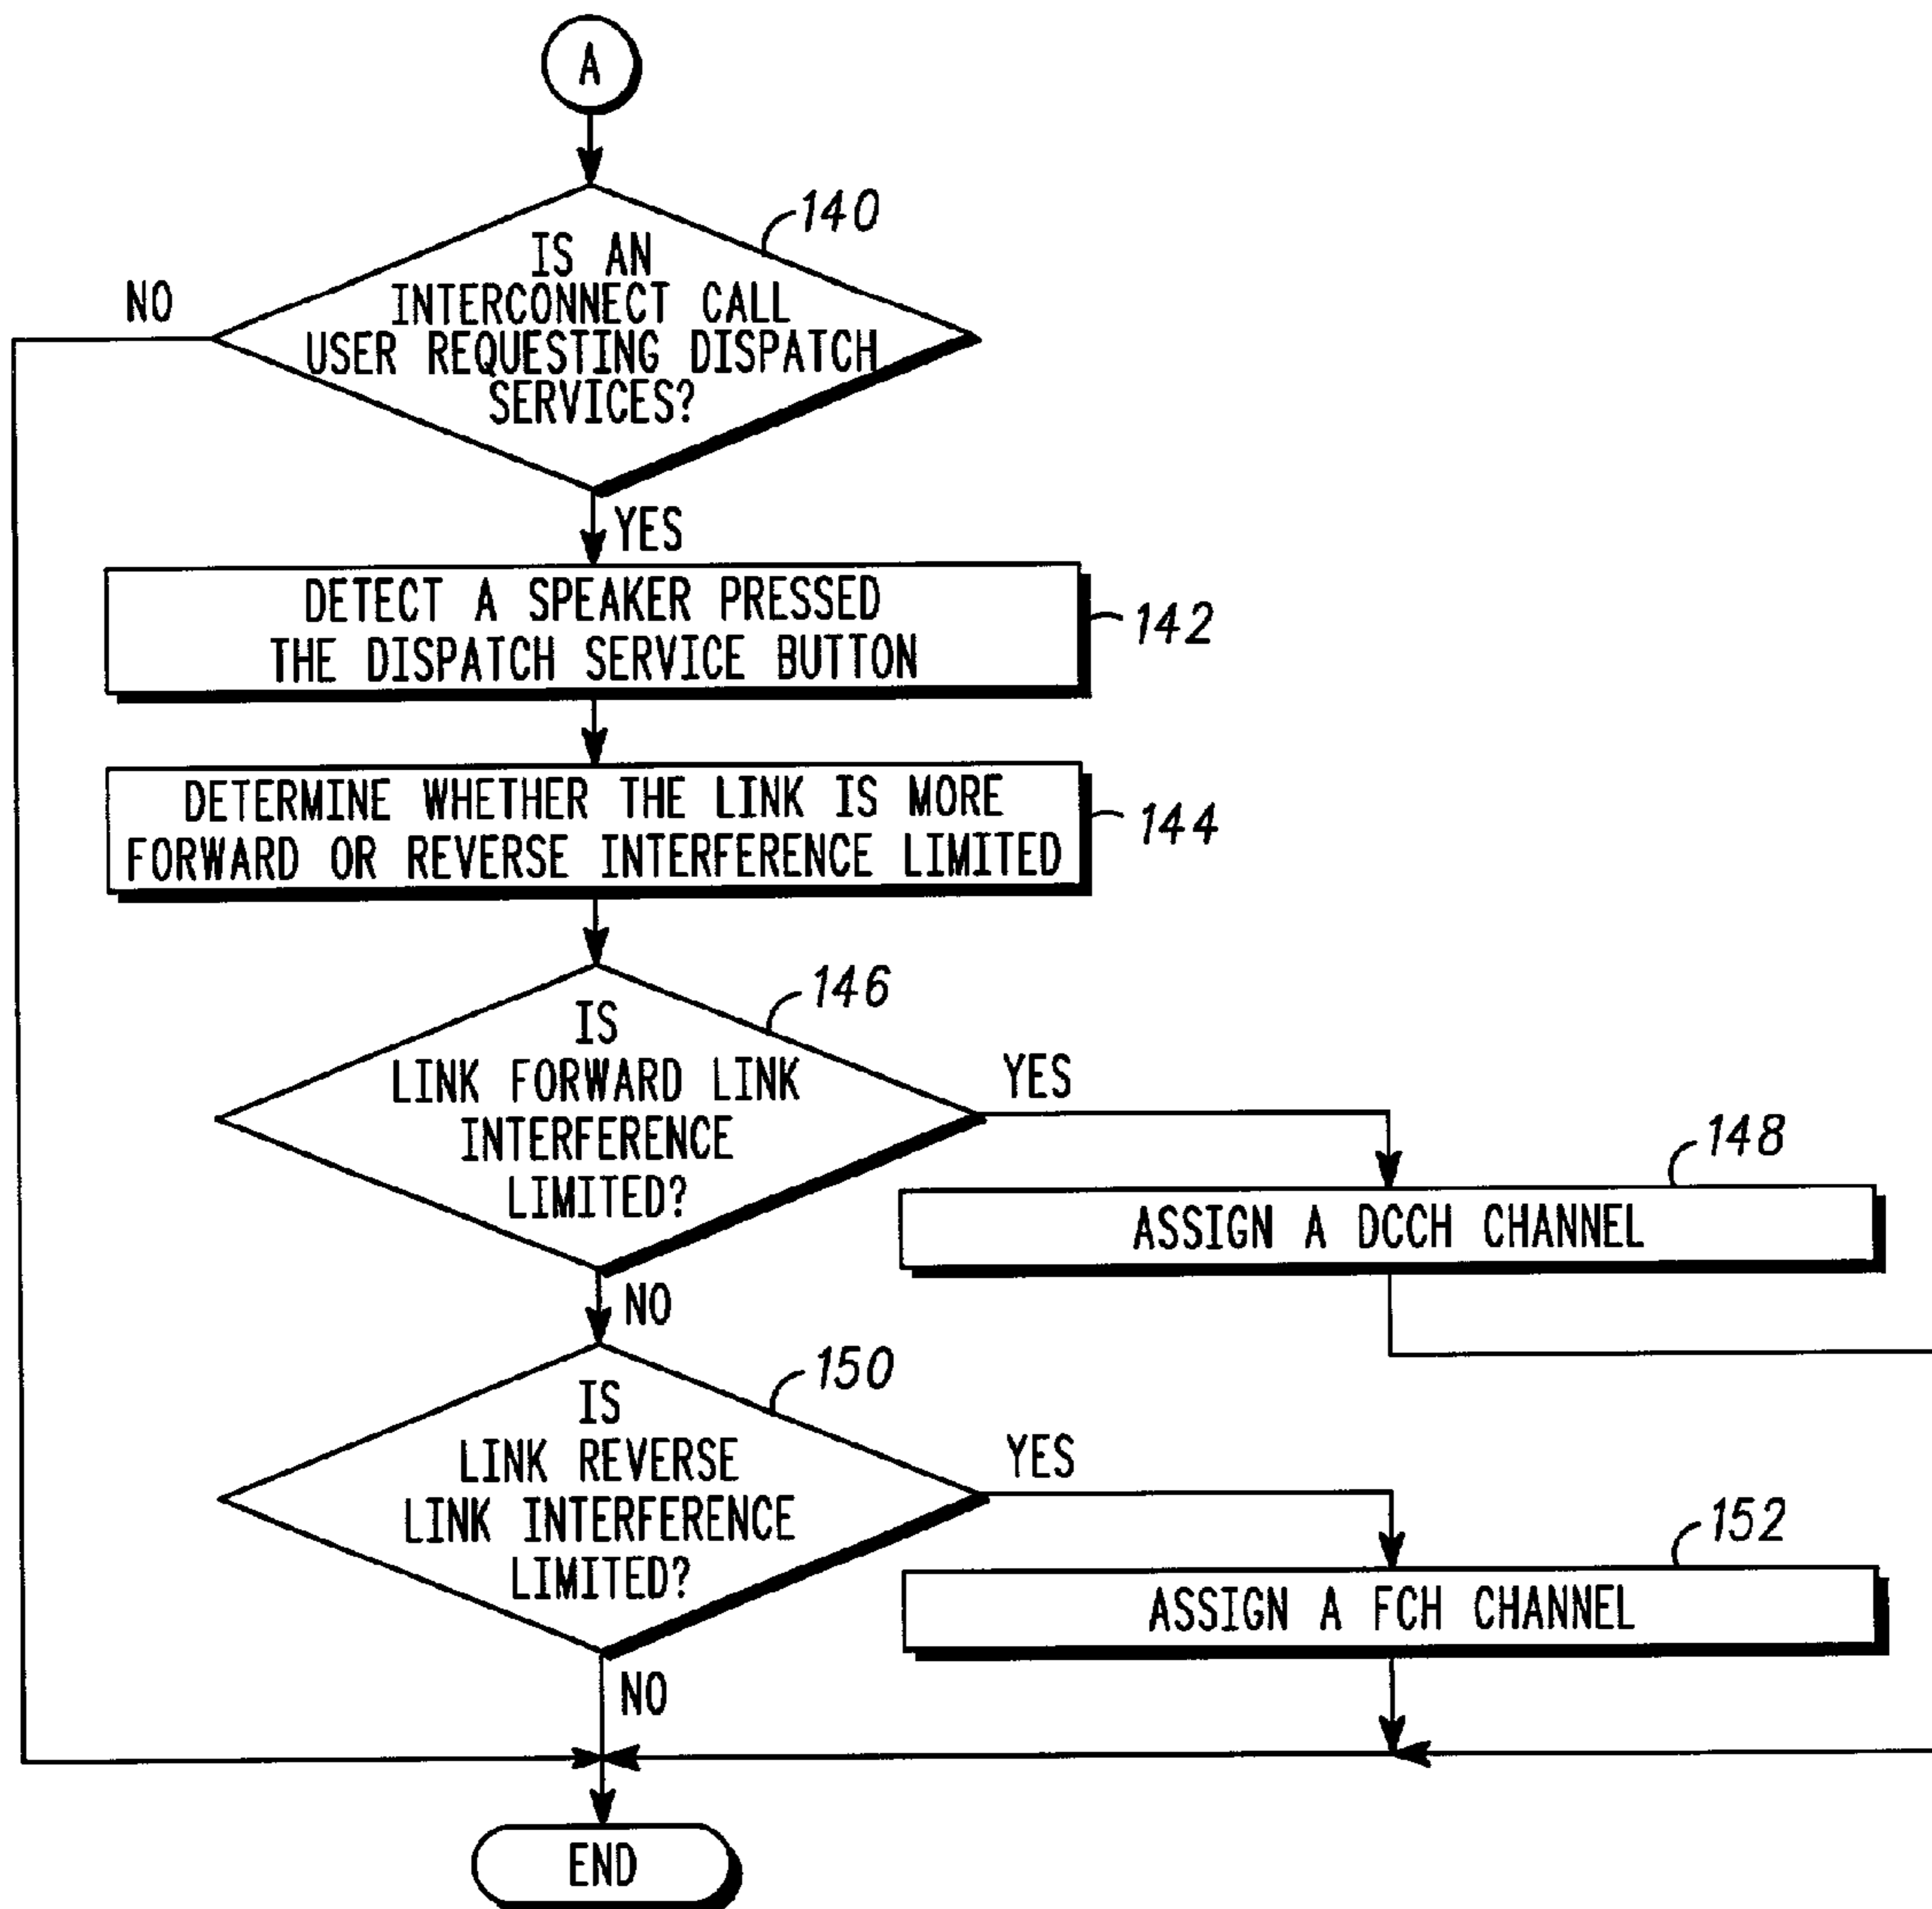 A
140
IS AN
INTERCONNECT CALL
USER REQUESTING DISPATCH
SERVICES?
NO
YES
DETECT A SPEAKER PRESSED
THE DISPATCH SERVICE BUTTON
142
DETERMINE WHETHER THE LINK IS MORE
FORWARD OR REVERSE INTERFERENCE LIMITED
144
146
IS
LINK FORWARD LINK
INTERFERENCE
LIMITED?
YES
148
ASSIGN A DCCH CHANNEL
NO
150
IS
LINK REVERSE
LINK INTERFERENCE
LIMITED?
YES
152
ASSIGN A FCH CHANNEL
NO
END